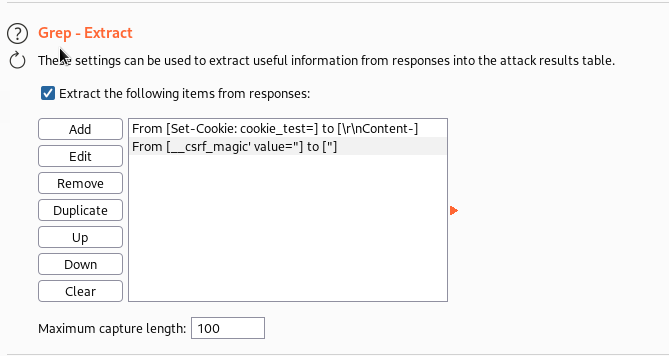 Grep - Extract
These settings can be used to extract useful information from responses into the attack results table.
Extract the following items from responses:
Add
From [Set-Cookie: cookie_test=] to [\r\nContent-]
Edit
From [__csrf_magic' value="] to ["]
Remove
Duplicate
Up
Down
Clear
Maximum capture length: 100